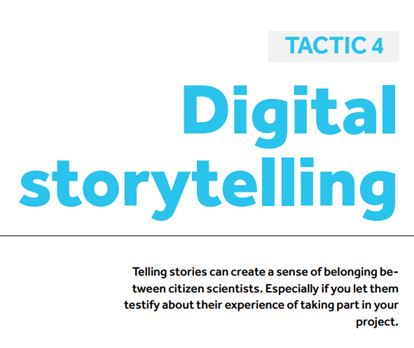 TACTIC 4
Digital
storytelling
Telling stories can create a sense of belonging be-
tween citizen scientists. Especially if you let them
testify about their experience of taking part in your
project.